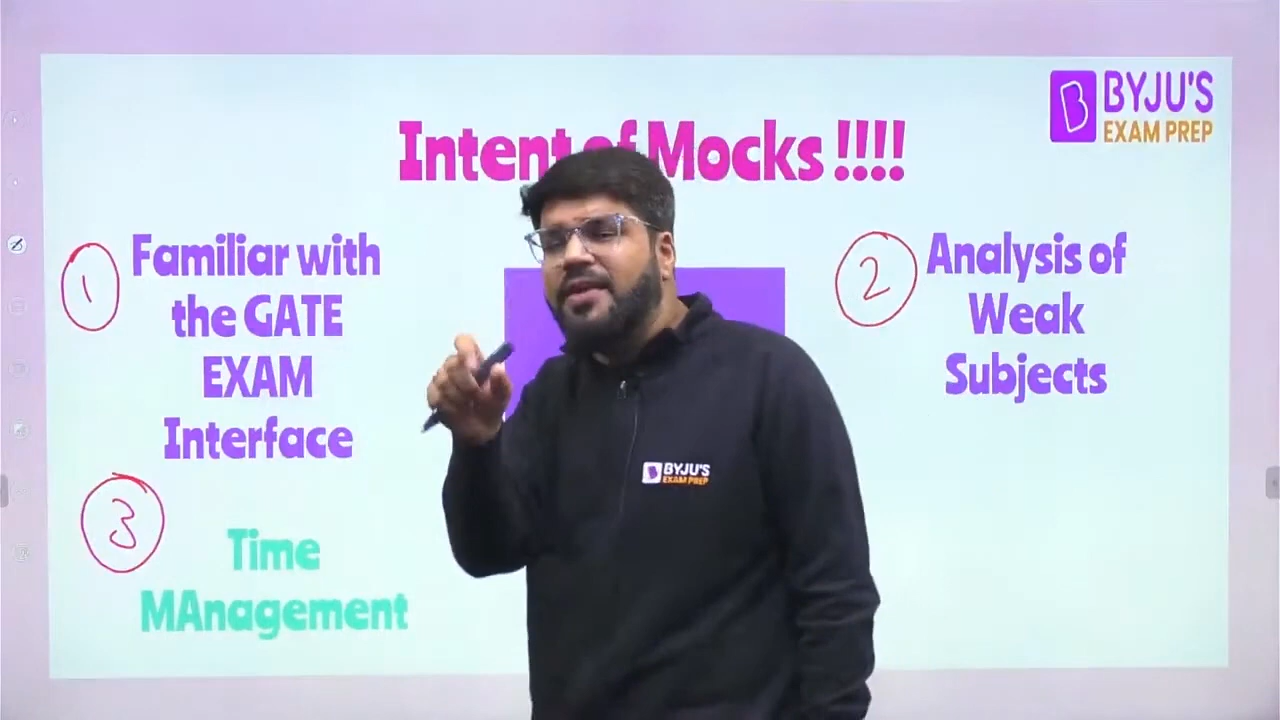 BYJU'S
EXAM PREP
Intent of Mocks !!!!
1
Familiar with
the GATE
EXAM
Interface
2
Analysis of
Weak
Subjects
3
Time
MAnagement
BYJU'S
EXAM PREP